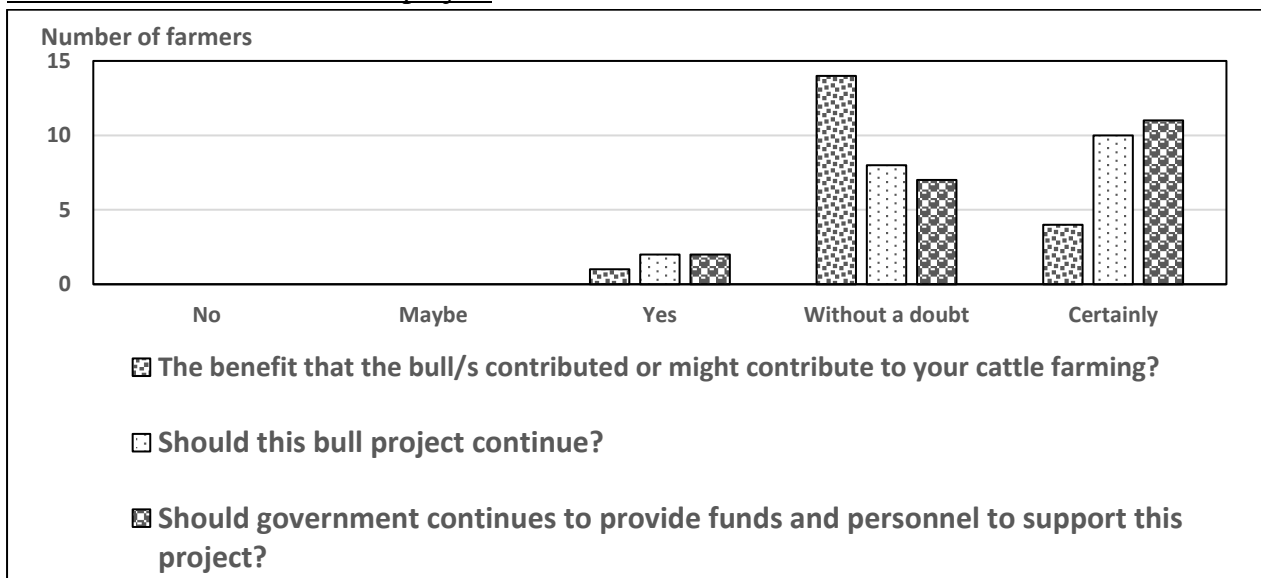 Number of farmers
15
10
5
0
No Maybe Yes Without a doubt Certainly
The benefit that the bull/s contributed or might contribute to your cattle farming?
Should this bull project continue?
Should government continues to provide funds and personnel to support this
project?